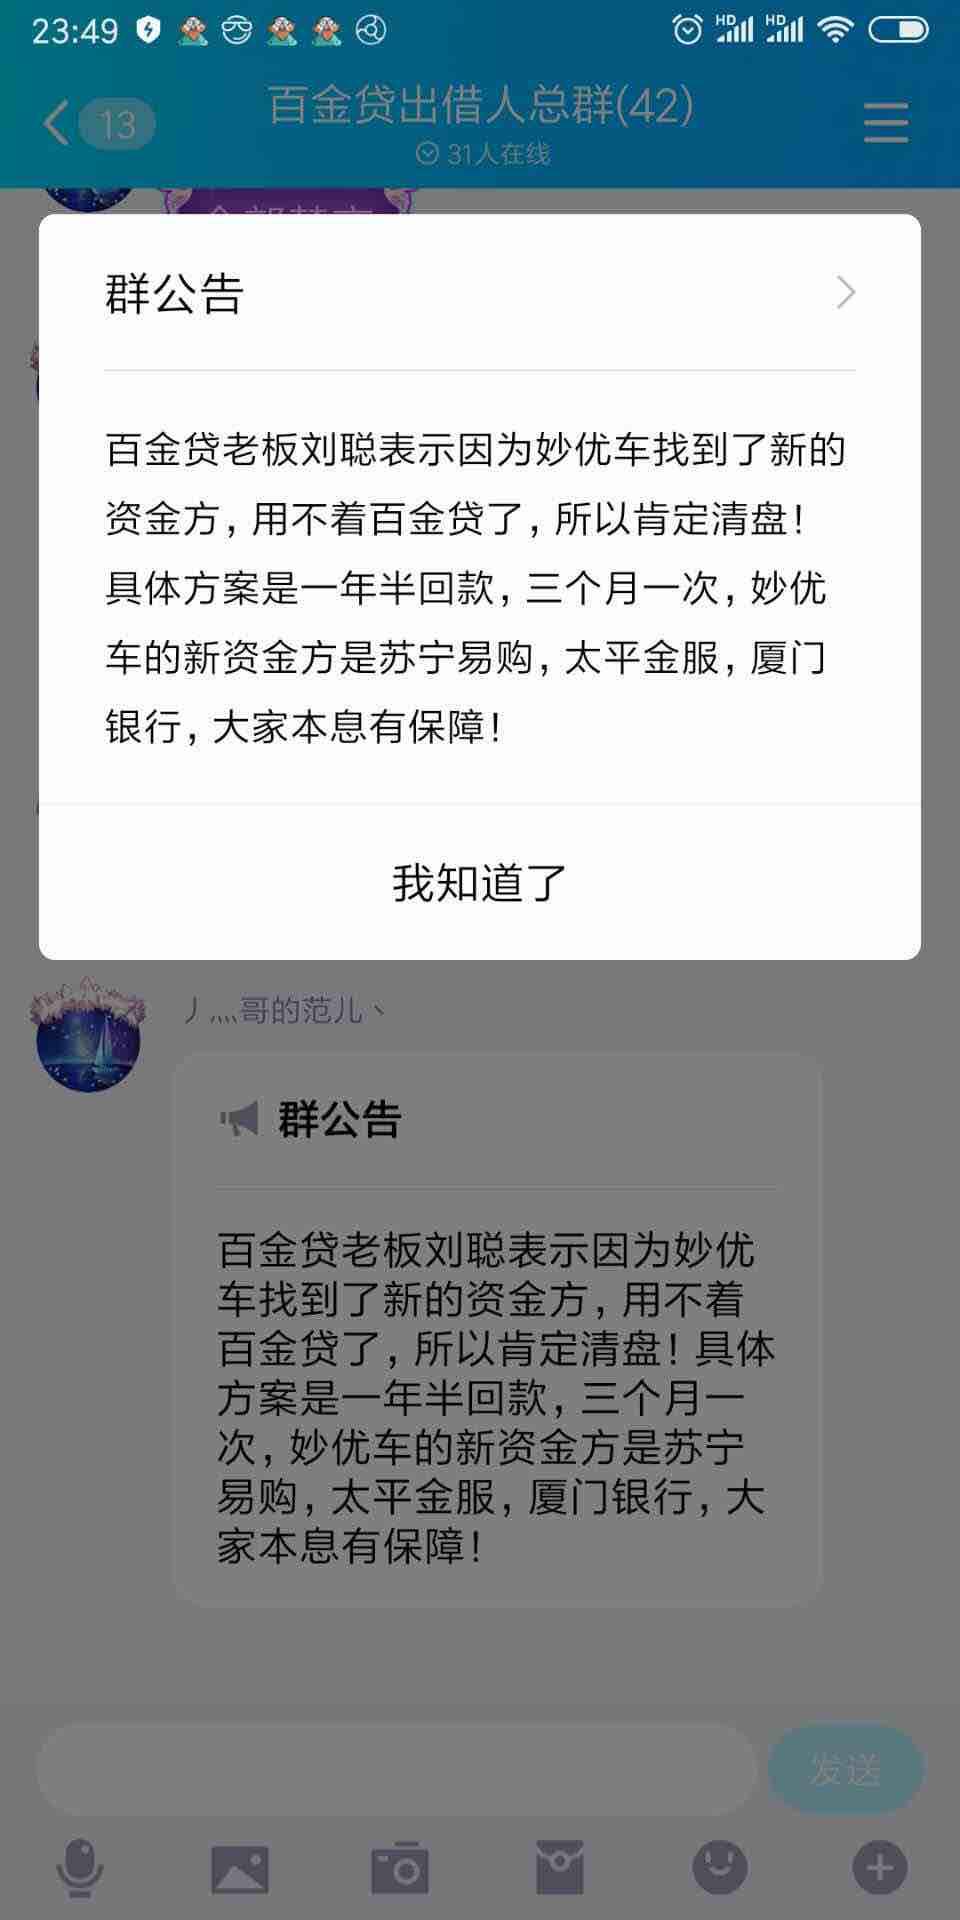 23:49
HD
HD
13
百金贷出借人总群(42)
31人在线
群公告
百金贷老板刘聪表示因为妙优车找到了新的
资金方，用不着百金贷了，所以肯定清盘！
具体方案是一年半回款，三个月一次，妙优
车的新资金方是苏宁易购，太平金服，厦门
银行，大家本息有保障！
我知道了
丿灬哥的范儿丶
群公告
百金贷老板刘聪表示因为妙优
车找到了新的资金方，用不着
百金贷了，所以肯定清盘！具体
方案是一年半回款，三个月一
次，妙优车的新资金方是苏宁
易购，太平金服，厦门银行，大
家本息有保障！
发送